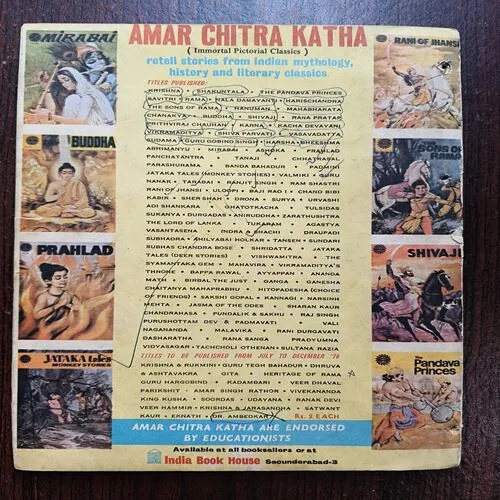 AMAR CHITRA KATHA
( Immortal Pictorial Classics )
retell stories from Indian mythology,
history and literary classics
TITLES PUBLISHED:
KRISHNA • SHAKUNTALA • THE PANDAVA PRINCES
SAVITRI • RAMA • NALA DAMAYANTI • HARISCHANDRA
THE SONS OF RAMA • HANUMAN • MAHABHARATA
CHANAKYA • BUDDHA • SHIVAJI • RANA PRATAP
PRITHVIRAJ CHAUHAN • KARNA • KACHA DEVAYANI
VIKRAMADITYA • SHIVA PARVATI • VASAVADATTA
SUDAMA • GURU GOBIND SINGH • HARSHA • BHEESHMA
ABHIMANYU • MIRABAI • ASHOKA • PRAHLAD
PANCHATANTRA • TANAJI • CHHATRASAL
PARASHURAMA • BANDA BAHADUR • PADMINI
JATAKA TALES (MONKEY STORIES) • VALMIKI • GURU
NANAK • TARABAI • RANJIT SINGH • RAM SHASTRI
RANI OF JHANSI • ULOOPI • BAJI RAO I • CHAND BIBI
KABIR • SHER SHAH • DRONA • SURYA • URVASHI
ADI SHANKARA • GHATOTKACHA • TULSIDAS
SUKANYA • DURGADAS • ANIRUDDHA • ZARATHUSHTRA
THE LORD OF LANKA • TUKARAM • AGASTYA
VASANTASENA • INDRA & SHACHI • DRAUPADI
SUBHADRA • AHILYABAI HOLKAR • TANSEN • SUNDARI
SUBHAS CHANDRA BOSE • SHRIDATTA • JATAKA
TALES (DEER STORIES) • VISHWAMITRA • THE
SYAMANTAKA GEM • MAHAVIRA • VIKRAMADITYA'S
THRONE • BAPPA RAWAL • AYYAPPAN • ANANDA
MATH • BIRBAL THE JUST • GANGA • GANESHA
CHAITANYA MAHAPRABHU • HITOPADESHA (CHOICE
OF FRIENDS) • SAKSHI GOPAL • KANNAGI • NARSINH
MEHTA • JASMA OF THE ODES • SHARAN KAUR
CHANDRAHASA • PUNDALIK & SAKHU • RAJ SINGH
PURUSHOTTAM DEV & PADMAVATI • VALI
NAGANANDA • MALAVIKA • RANI DURGAVATI
DASHARATHA • RANA SANGA • PRADYUMNA
VIDYASAGAR • TACHCHOLI OTHENAN • SULTANA RAZIA
TITLES TO BE PUBLISHED FROM JULY TO DECEMBER '76
KRISHNA & RUKMINI • GURU TEGH BAHADUR • DHRUVA
& ASHTAVAKRA • GITA • HERITAGE OF RAMA
GURU HARGOBIND • KADAMBARI • VEER DHAVAL
PARIKSHIT • AMAR SINGH RATHOR • VIVEKANANDA
KING KUSHA • SOORDAS • UDAYANA • RANAK DEVI
VEER HAMMIR • KRISHNA & JARASANDHA • SATWANT
KAUR • EKNATH • DR. AMBEDKAR Rs. 2 EACH
AMAR CHITRA KATHA ARE ENDORSED
BY EDUCATIONISTS
Available at all booksellers or at
India Book House Secunderabad-3
MIRABAI
BUDDHA
PRAHLAD
JATAKA tales
MONKEY STORIES
RANI OF JHANSI
SONS OF
RAMA
SHIVAJI
The
Pandava
Princes